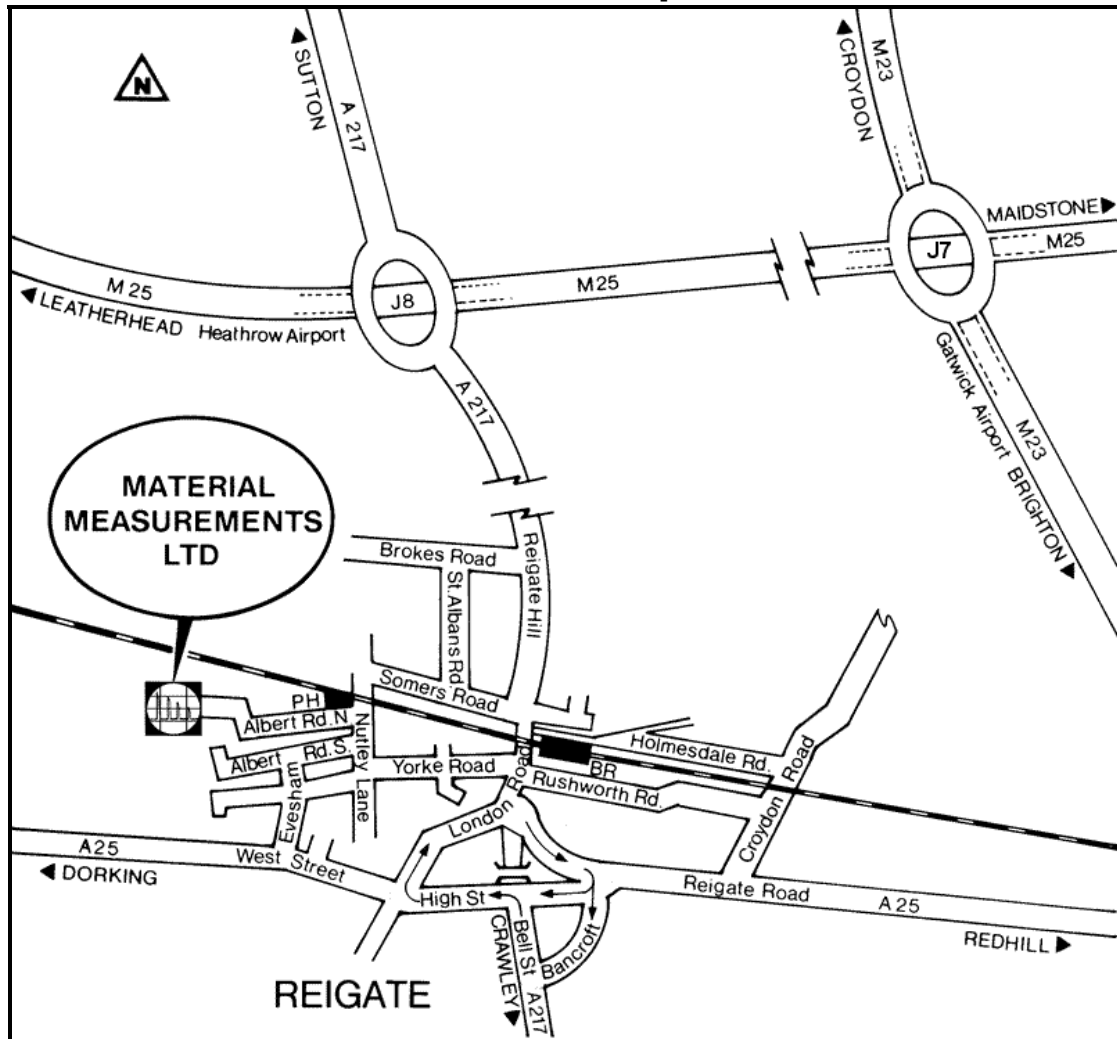 N
SUTTON
A 217
CROYDON
M23
MAIDSTONE
M25
J7
M 25
J8
M25
LEATHERHEAD Heathrow Airport
A 217
Gatwick Airport BRIGHTON
M23
MATERIAL
MEASUREMENTS
LTD
Brokes Road
Reigate Hill
St. Albans Rd.
Somers Road
PH
Albert Rd. N
Nutley Lane
Albert Rd. S.
Evesham
Yorke Road
Road
BR
Holmesdale Rd.
Rushworth Rd.
Croydon Road
London
A25
DORKING
West Street
High St
Reigate Road
A 25
REDHILL
Bell St
CRAWLEY
Bancroft
A217
REIGATE